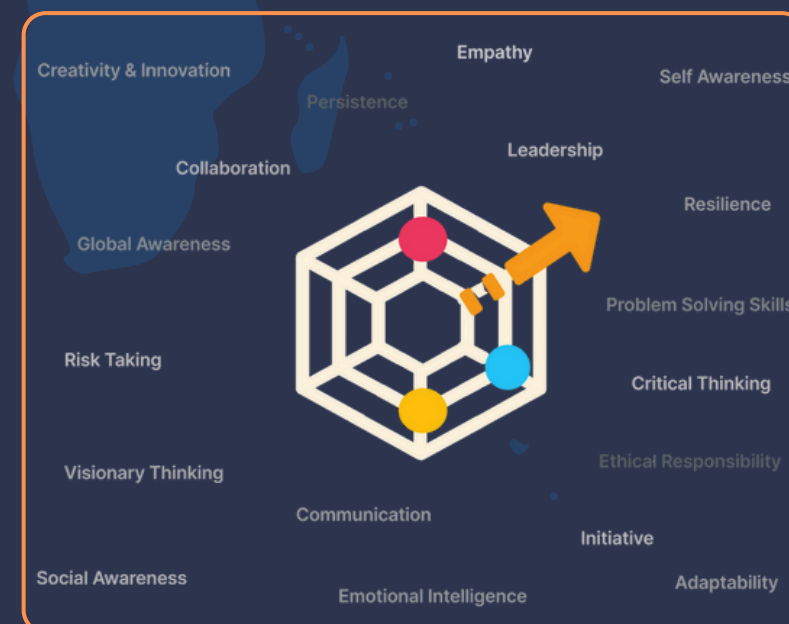 Empathy
Creativity & Innovation
Self Awareness
Persistence
Leadership
Collaboration
Resilience
Global Awareness
Problem Solving Skills
Risk Taking
Critical Thinking
Ethical Responsibility
Visionary Thinking
Communication
Initiative
Social Awareness
Adaptability
Emotional Intelligence